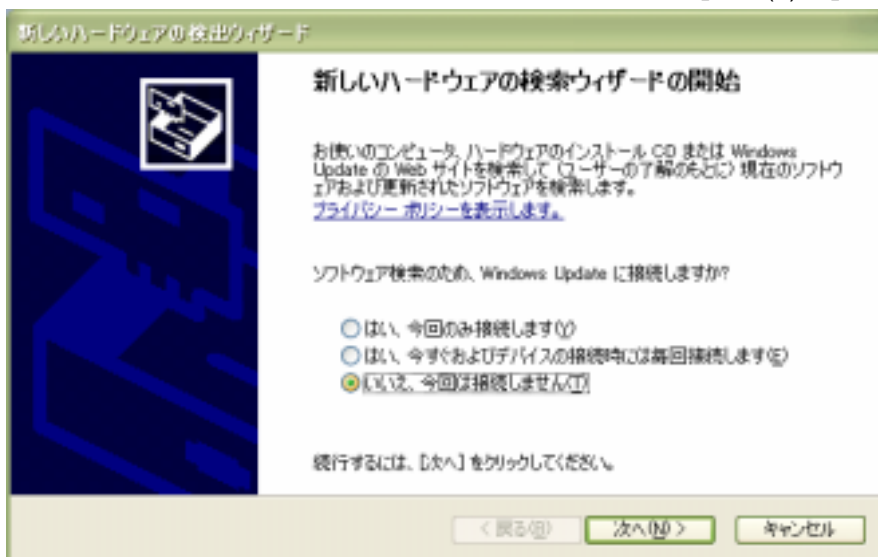 新しいハードウェアの検出ウィザード
新しいハードウェアの検索ウィザードの開始
お使いのコンピュータ、ハードウェアのインストール CD または Windows
Update の Web サイトを検索して (ユーザーの了解のもとに) 現在のソフトウ
ェアおよび更新されたソフトウェアを検索します。
プライバシー ポリシーを表示します。
ソフトウェア検索のため、Windows Update に接続しますか?
はい、今回のみ接続します(Y)
はい、今すぐおよびデバイスの接続時には毎回接続します(E)
いいえ、今回は接続しません(T)
続行するには、[次へ] をクリックしてください。
< 戻る(B) 次へ(N) > キャンセル